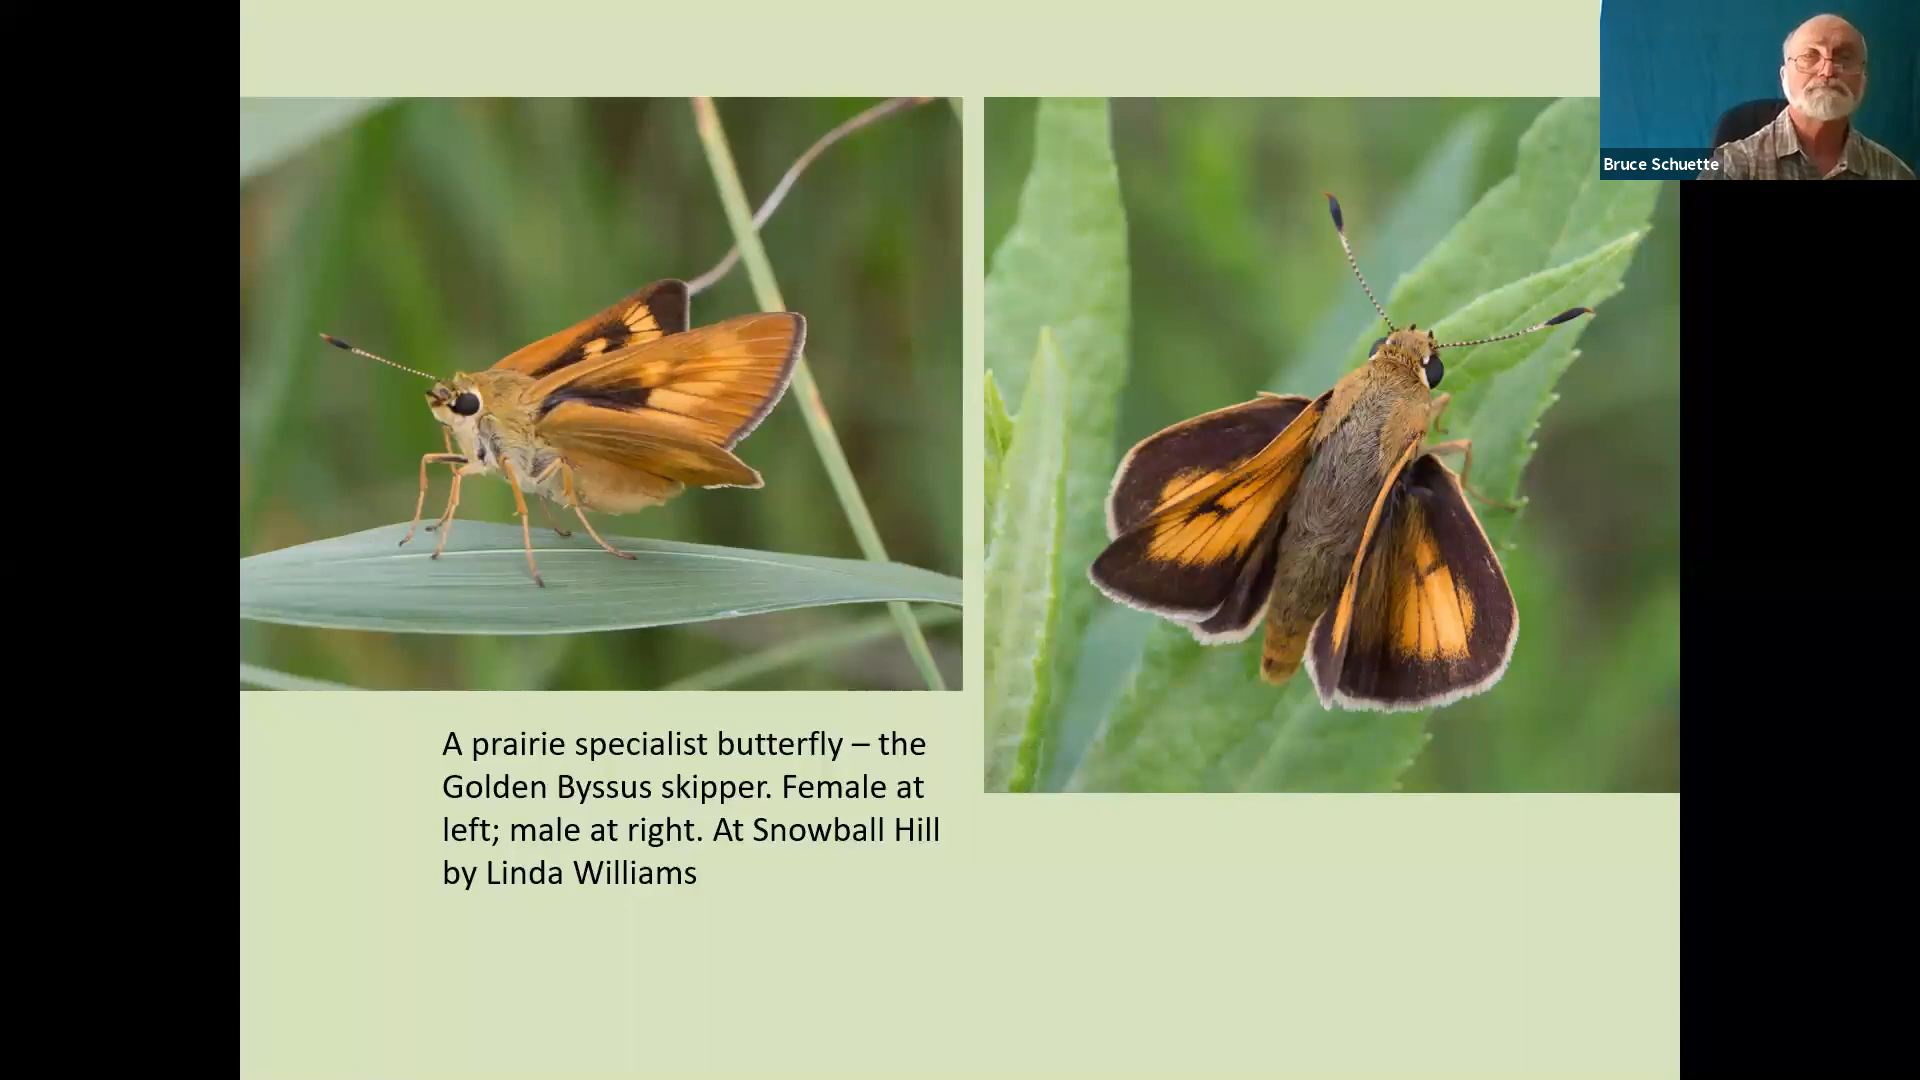 Bruce Schuette
A prairie specialist butterfly – the
Golden Byssus skipper. Female at
left; male at right. At Snowball Hill
by Linda Williams